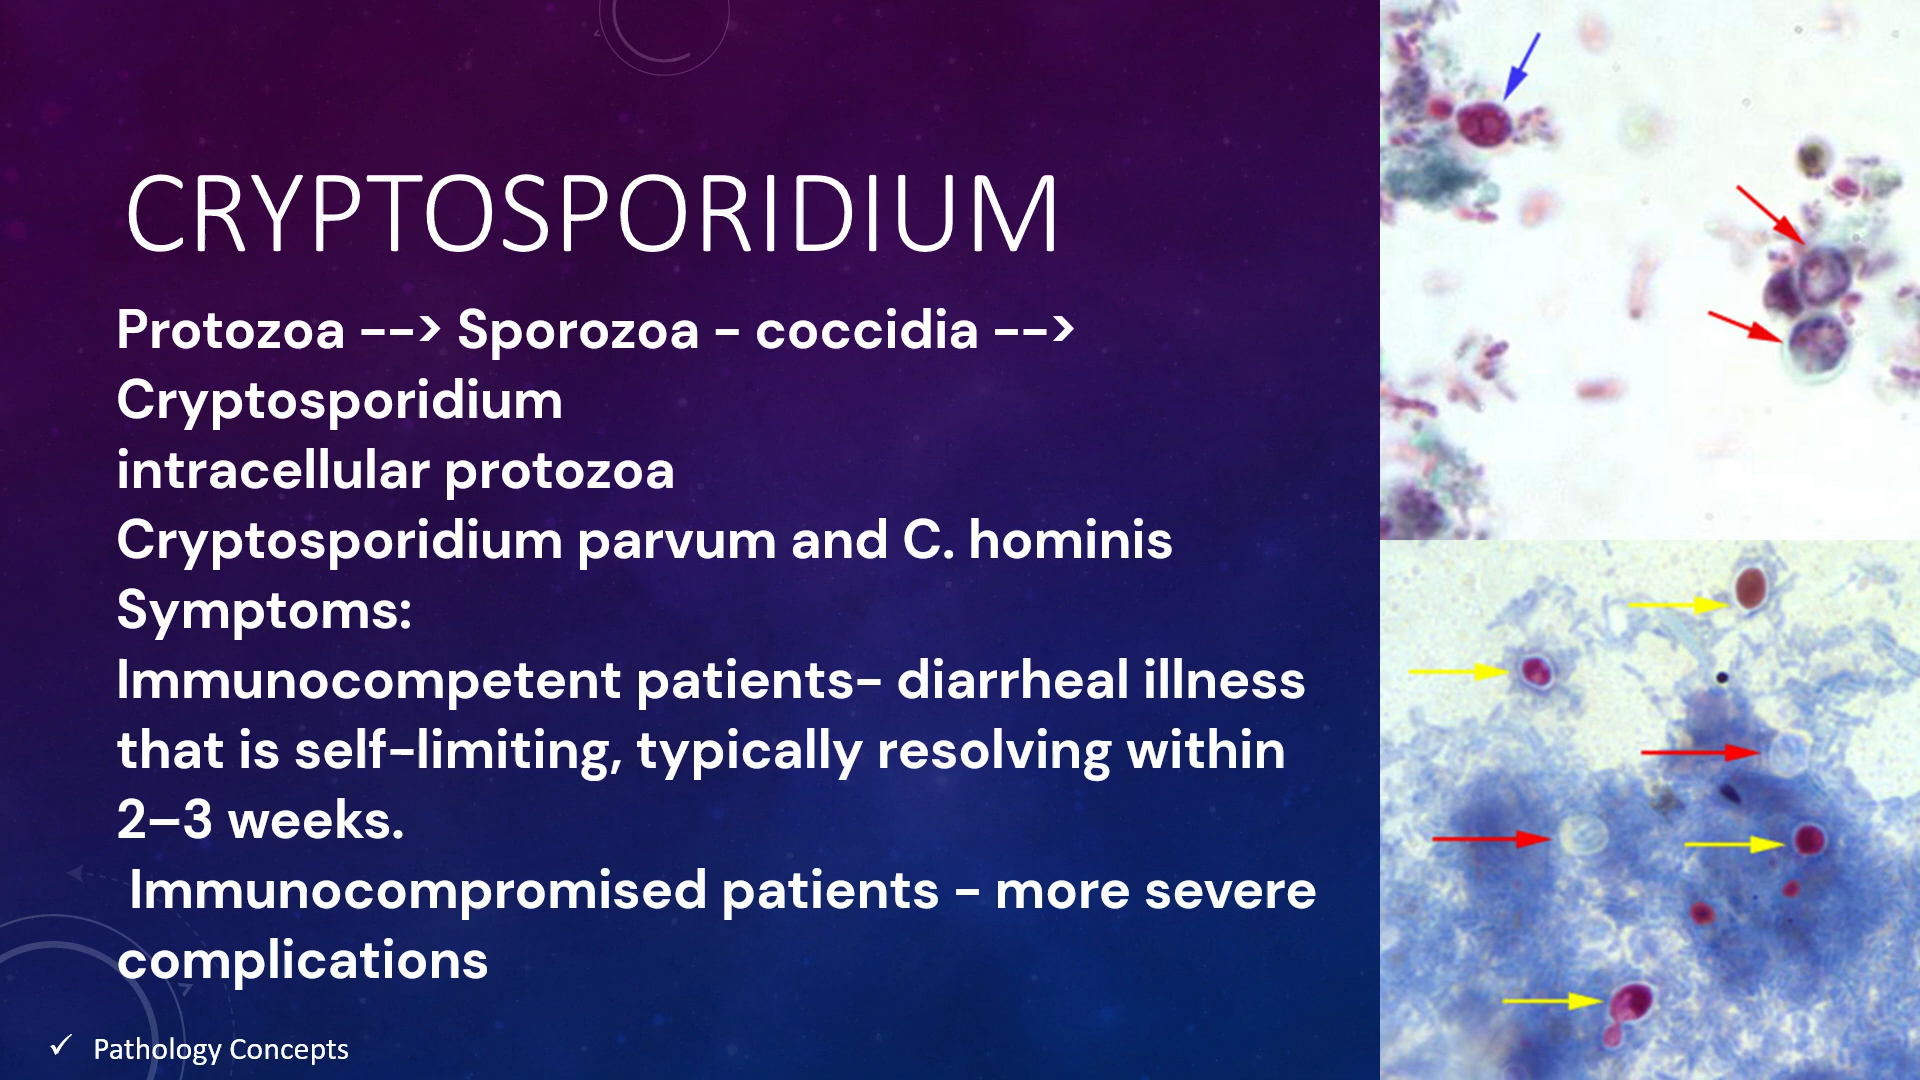 CRYPTOSPORIDIUM
Protozoa --> Sporozoa - coccidia -->
Cryptosporidium
intracellular protozoa
Cryptosporidium parvum and C. hominis
Symptoms:
Immunocompetent patients- diarrheal illness
that is self-limiting, typically resolving within
2–3 weeks.
Immunocompromised patients - more severe
complications
✓ Pathology Concepts